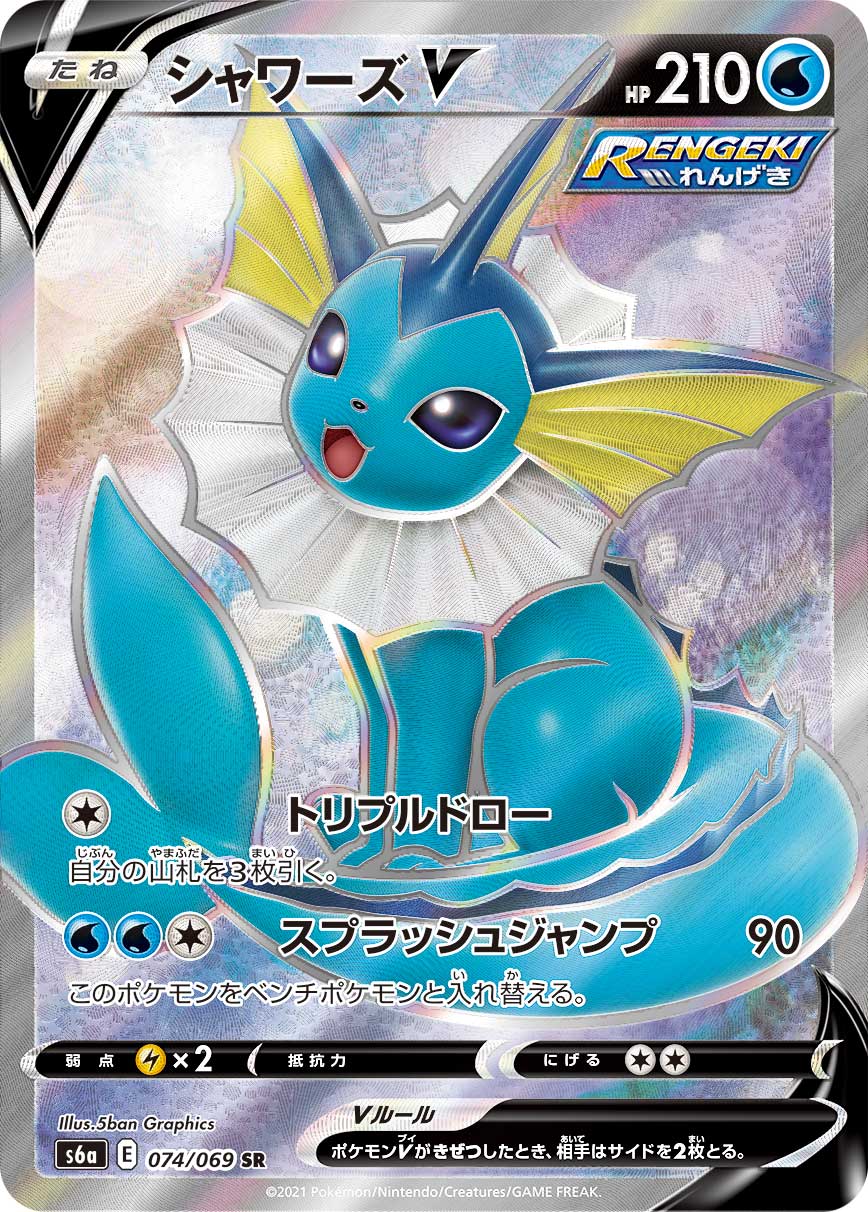 たね シャワーズV HP210
RENGEKI
れんげき
トリプルドロー
自分の山札を3枚引く。
スプラッシュジャンプ 90
このポケモンをベンチポケモンと入れ替える。
弱点 ×2 抵抗力 にげる
Illus.5ban Graphics
Vルール
s6a E 074/069 SR
ポケモンVがきぜつしたとき、相手はサイドを2枚とる。
©2021 Pokémon/Nintendo/Creatures/GAME FREAK.